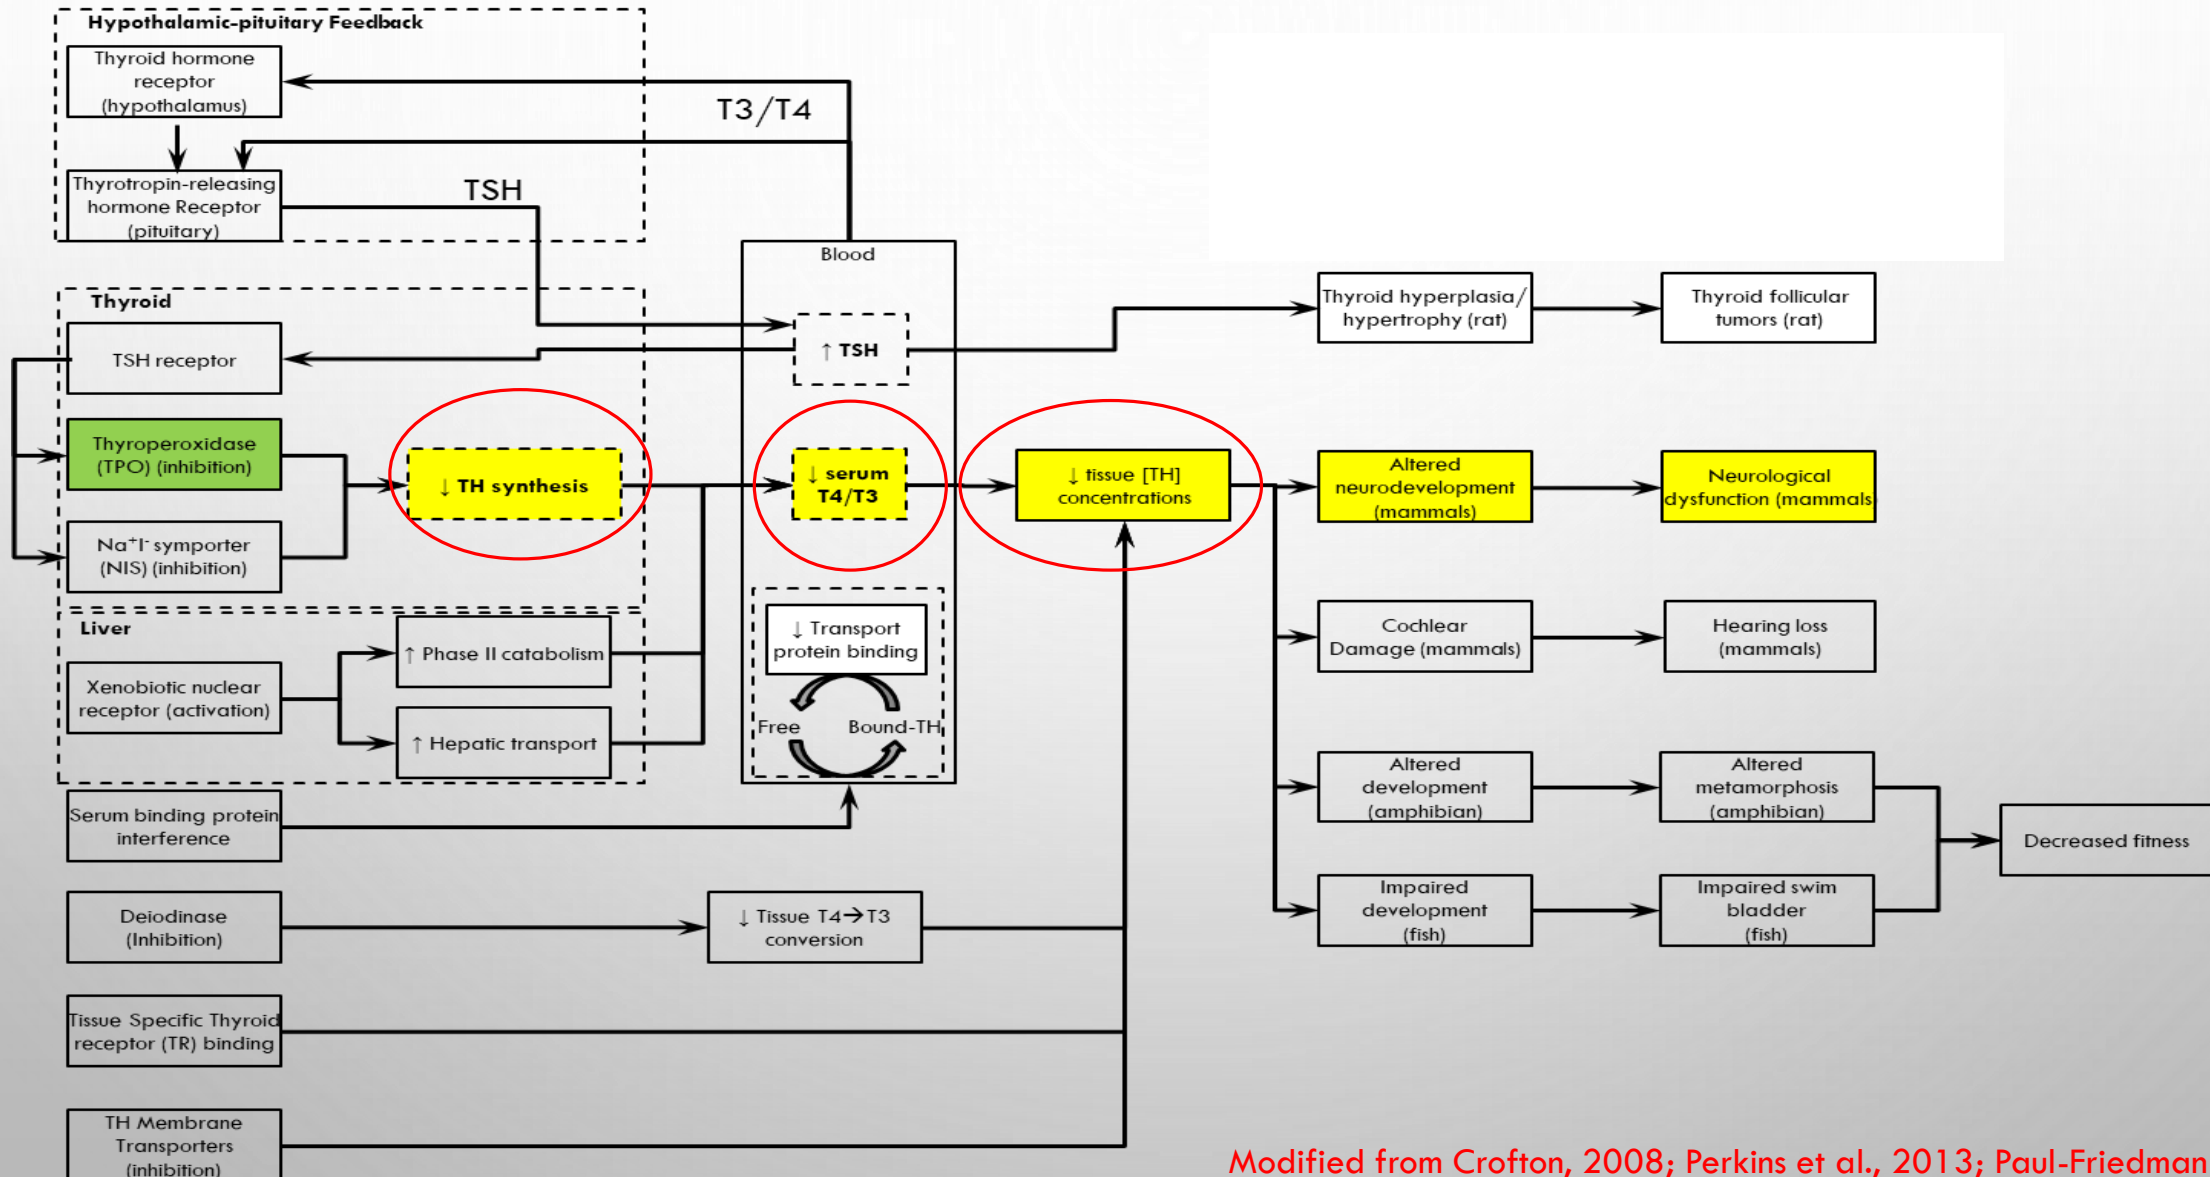 Hypothalamic-pituitary Feedback
Thyroid hormone
receptor
(hypothalamus)
T3/T4
Thyrotropin-releasing
hormone Receptor
(pituitary)
TSH
Blood
Thyroid
TSH receptor
↑ TSH
Thyroid hyperplasia/
hypertrophy (rat)
Thyroid follicular
tumors (rat)
Thyroperoxidase
(TPO) (inhibition)
↓ TH synthesis
↓ serum
T4/T3
↓ tissue [TH]
concentrations
Altered
neurodevelopment
(mammals)
Neurological
dysfunction (mammals
Na⁺I⁻ symporter
(NIS) (inhibition)
Liver
↑ Phase II catabolism
↓ Transport
protein binding
Cochlear
Damage (mammals)
Hearing loss
(mammals)
Xenobiotic nuclear
receptor (activation)
↑ Hepatic transport
Free
Bound-TH
Altered
development
(amphibian)
Altered
metamorphosis
(amphibian)
Serum binding protein
interference
Decreased fitness
Deiodinase
(Inhibition)
↓ Tissue T4→T3
conversion
Impaired
development
(fish)
Impaired swim
bladder
(fish)
Tissue Specific Thyroid
receptor (TR) binding
TH Membrane
Transporters
(inhibition)
Modified from Crofton, 2008; Perkins et al., 2013; Paul-Friedman